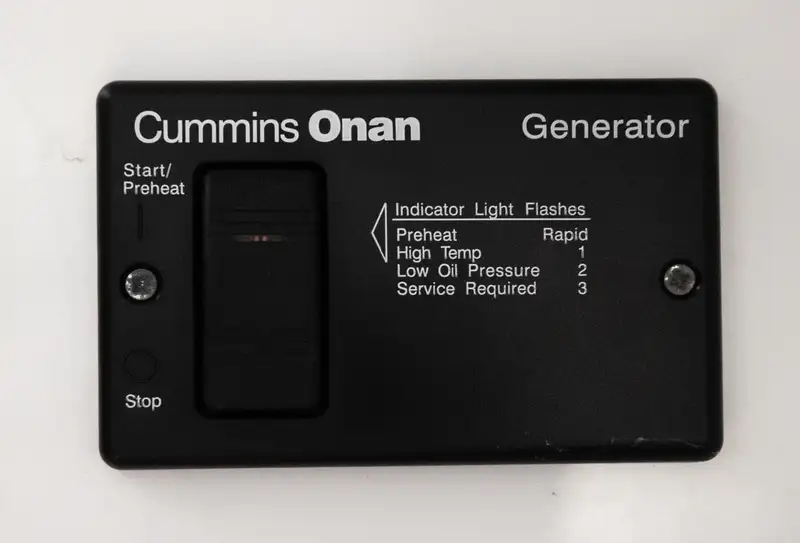 Cummins Onan Generator
Start/
Preheat
Indicator Light Flashes
Preheat Rapid
High Temp 1
Low Oil Pressure 2
Service Required 3
Stop